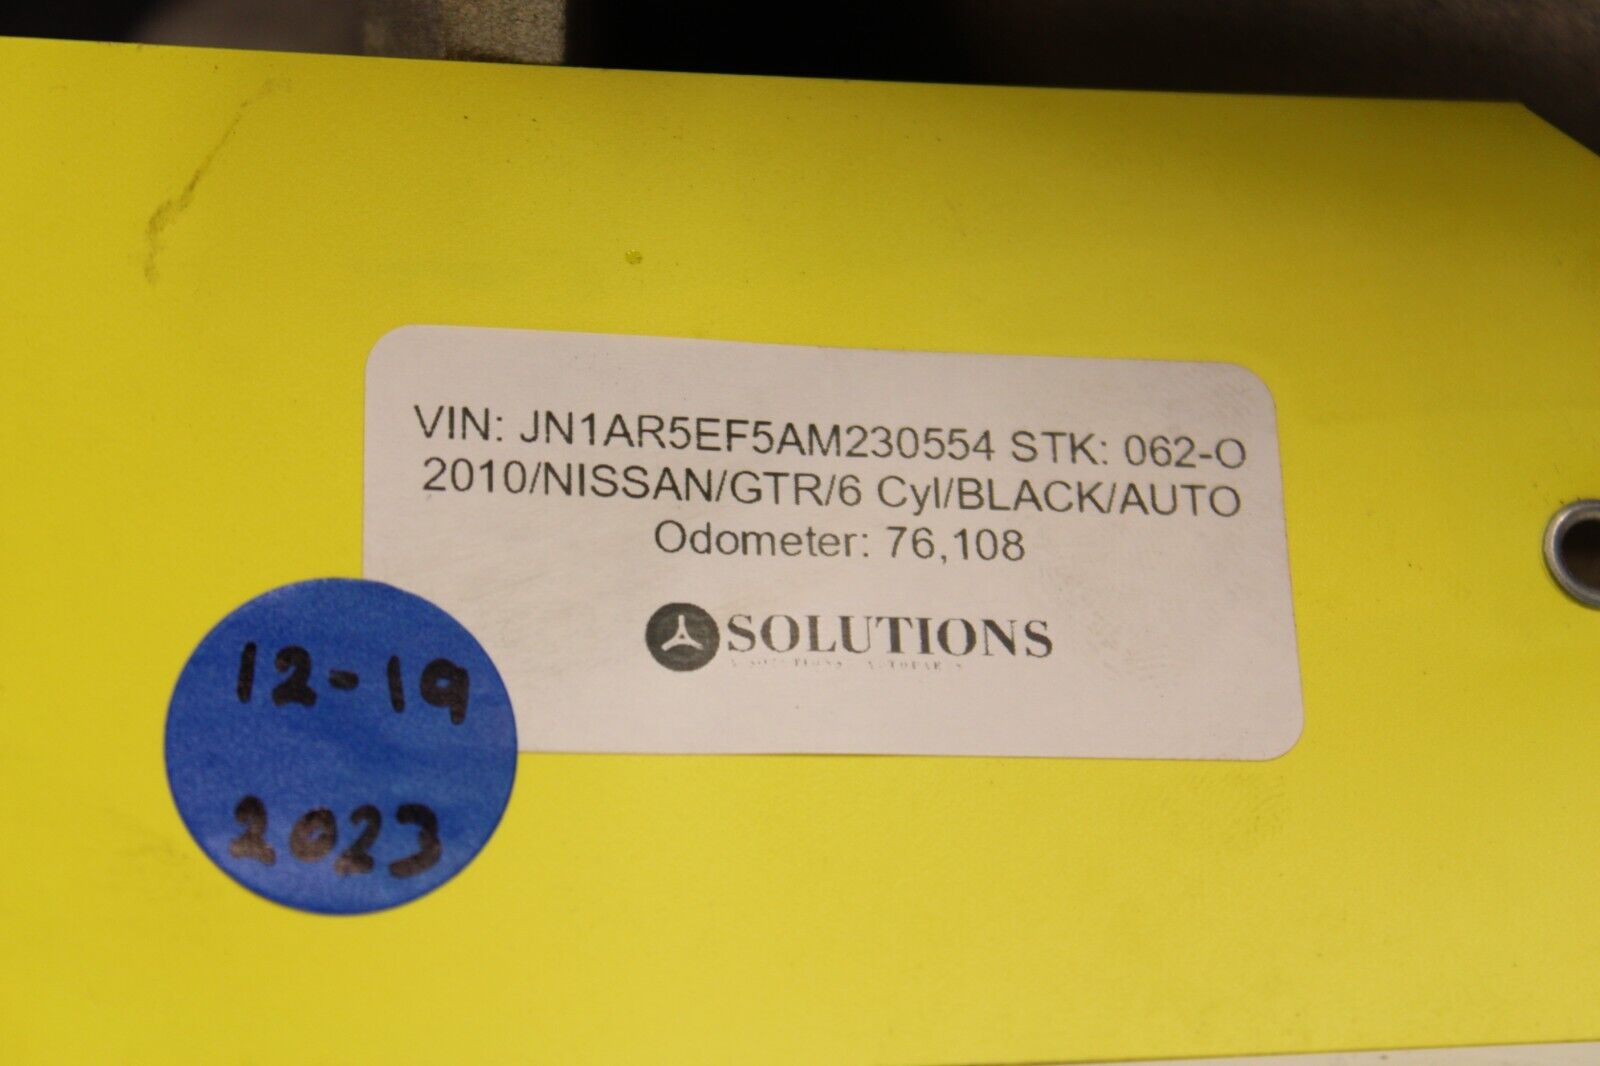 VIN: JN1AR5EF5AM230554 STK: 062-O
2010/NISSAN/GTR/6 Cyl/BLACK/AUTO
Odometer: 76,108
SOLUTIONS
12-19
2023